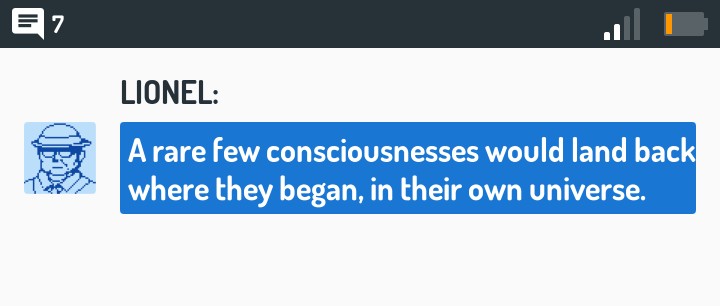 7
LIONEL:
A rare few consciousnesses would land back
where they began, in their own universe.